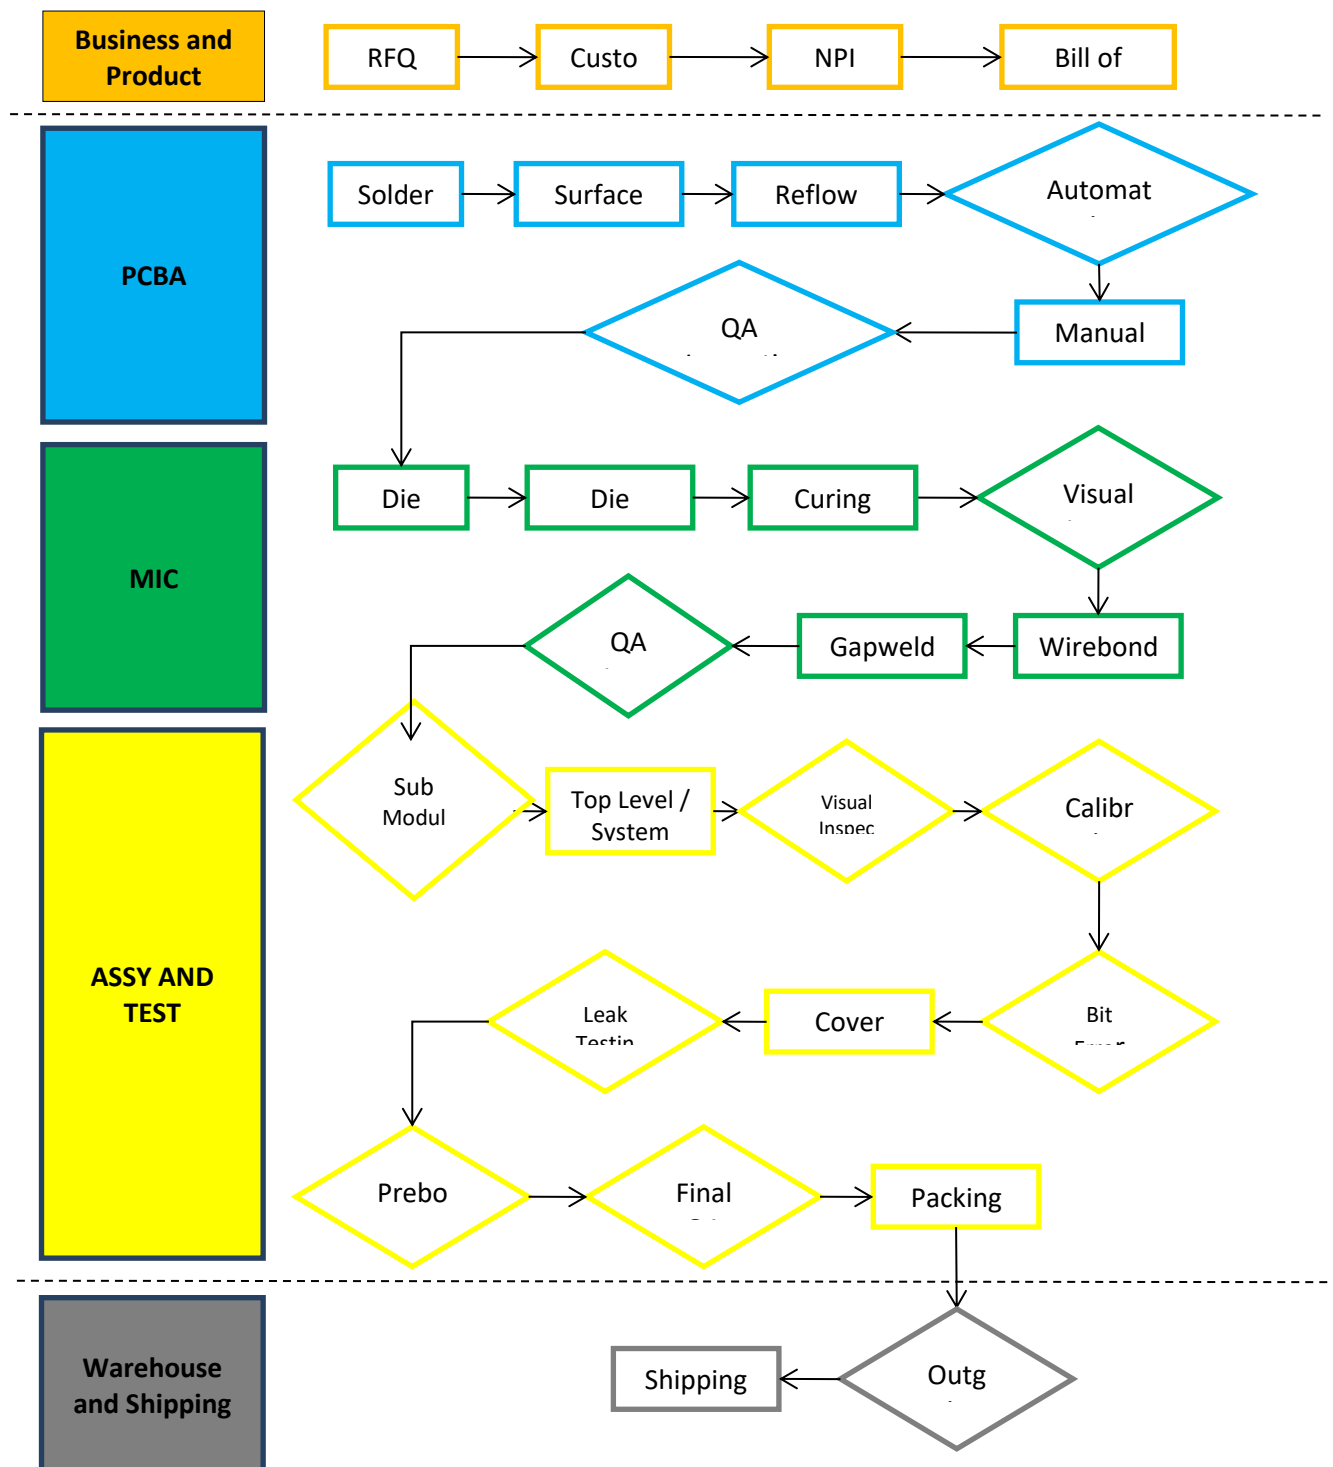 Business and
Product
RFQ
Custo
NPI
Bill of
PCBA
Solder
Surface
Reflow
Automat
Manual
QA
MIC
Die
Die
Curing
Visual
Wirebond
Gapweld
QA
ASSY AND
TEST
Sub
Modul
Top Level /
System
Visual
Inspec
Calibr
Bit
Error
Cover
Leak
Testin
Prebo
Final
Packing
Warehouse
and Shipping
Outg
Shipping